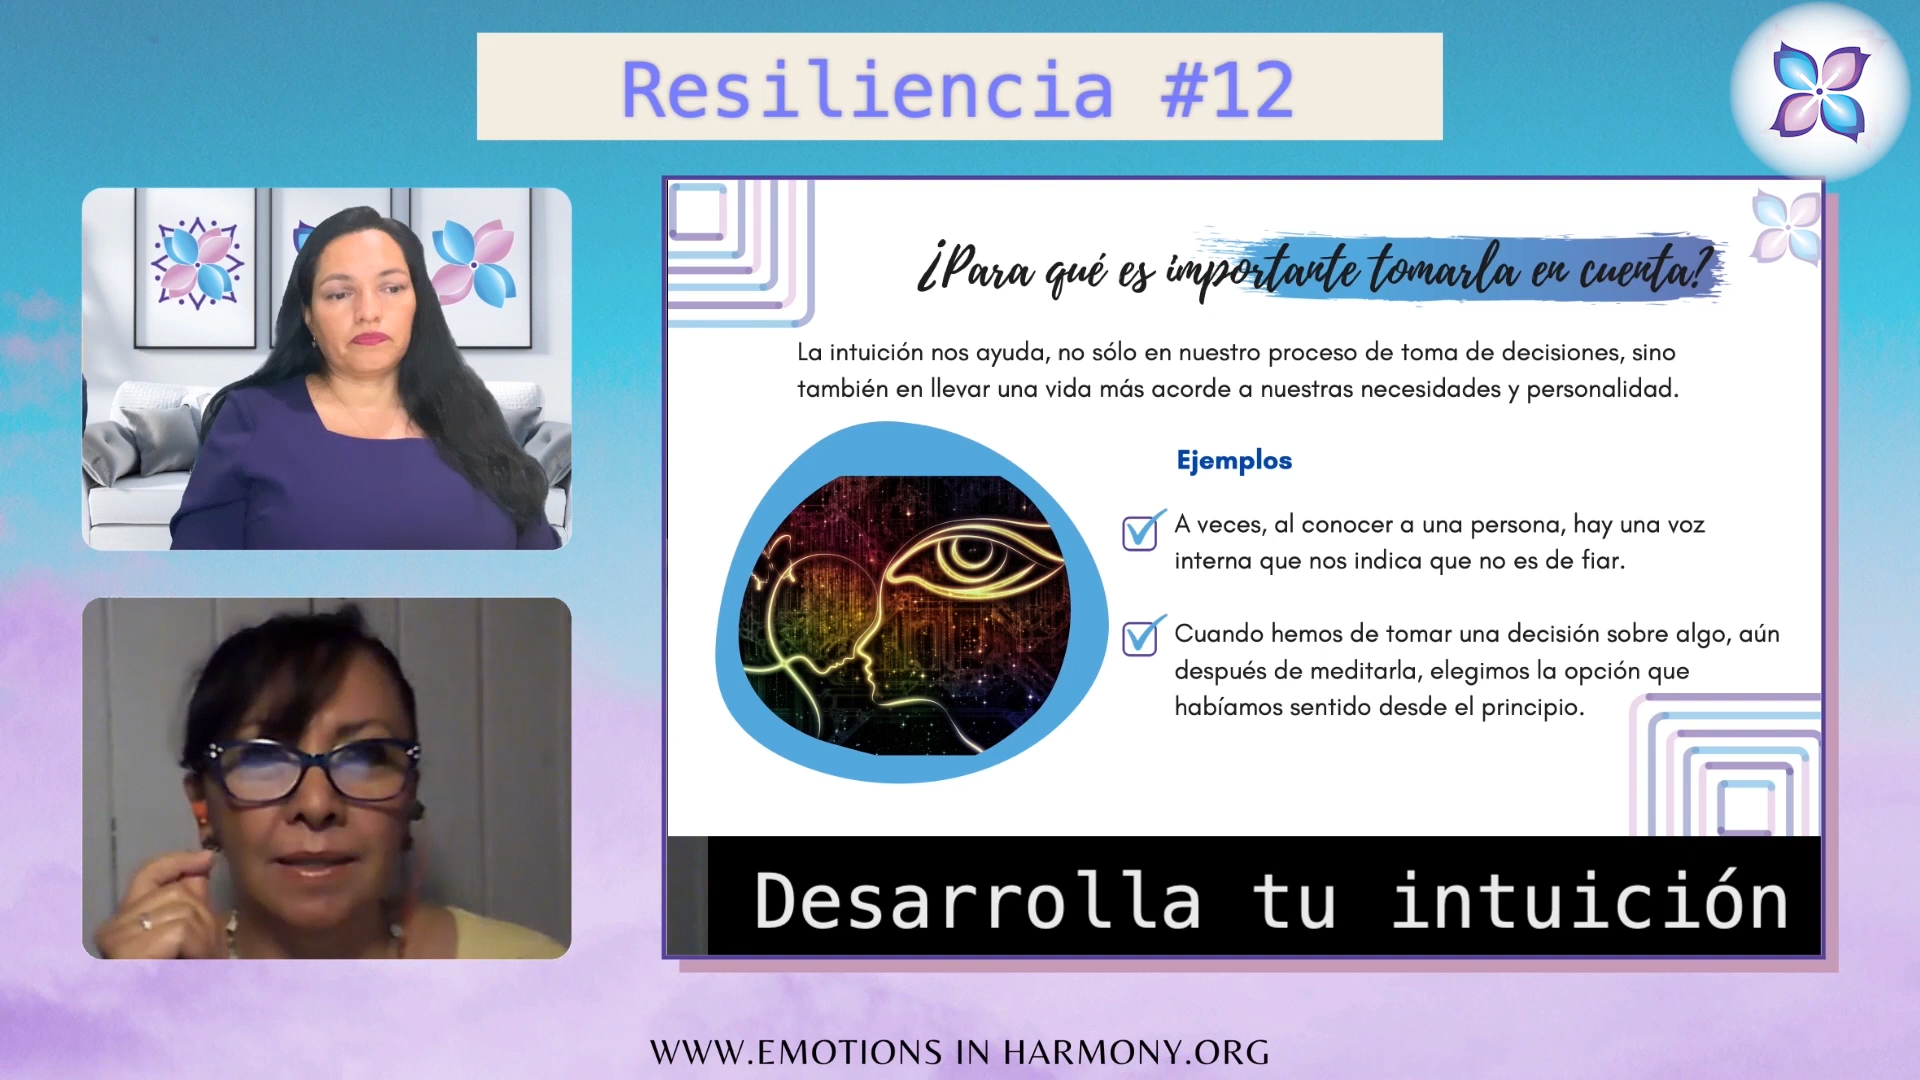 Resiliencia #12
¿Para qué es importante tomarla en cuenta?
La intuición nos ayuda, no sólo en nuestro proceso de toma de decisiones, sino
también en llevar una vida más acorde a nuestras necesidades y personalidad.
Ejemplos
A veces, al conocer a una persona, hay una voz
interna que nos indica que no es de fiar.
Cuando hemos de tomar una decisión sobre algo, aún
después de meditarla, elegimos la opción que
habíamos sentido desde el principio.
Desarrolla tu intuición
WWW.EMOTIONS IN HARMONY.ORG